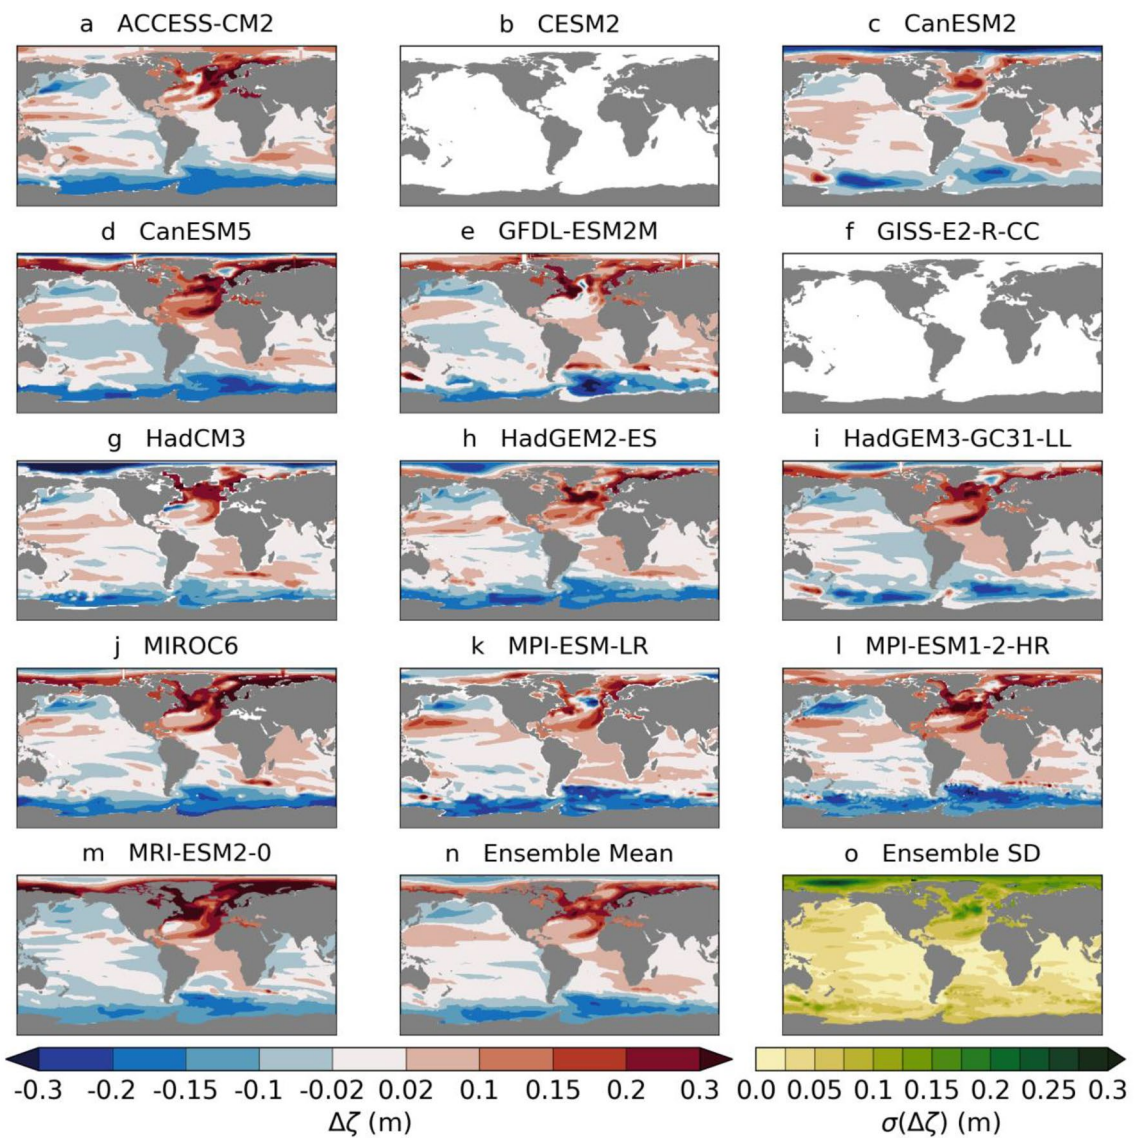 a ACCESS-CM2
b CESM2
c CanESM2
d CanESM5
e GFDL-ESM2M
f GISS-E2-R-CC
g HadCM3
h HadGEM2-ES
i HadGEM3-GC31-LL
j MIROC6
k MPI-ESM-LR
l MPI-ESM1-2-HR
m MRI-ESM2-0
n Ensemble Mean
o Ensemble SD
-0.3 -0.2 -0.15 -0.1 -0.02 0.02 0.1 0.15 0.2 0.3
Δζ (m)
0.0 0.05 0.1 0.15 0.2 0.25 0.3
σ(Δζ) (m)